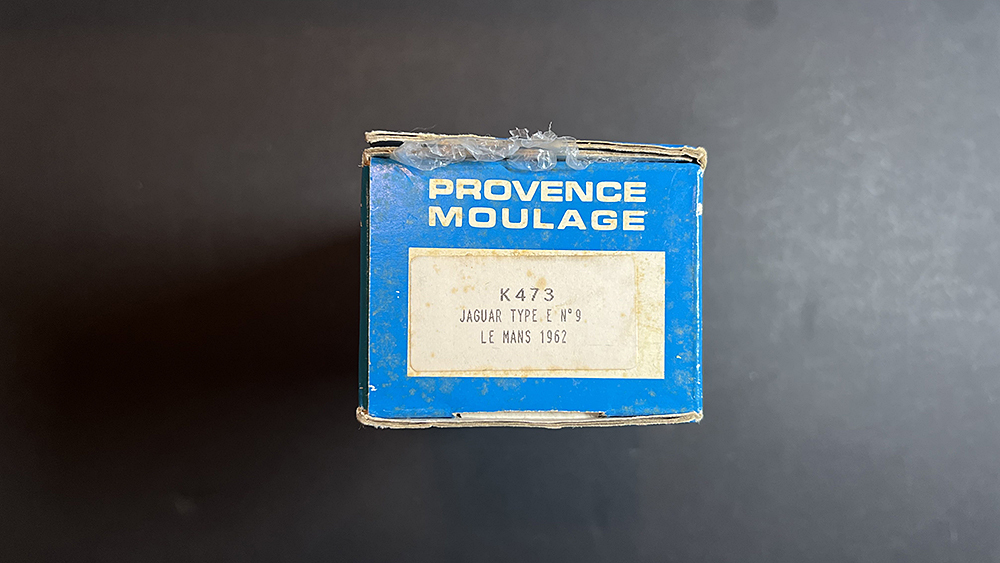 PROVENCE
MOULAGE
K473
JAGUAR TYPE E N°9
LE MANS 1962